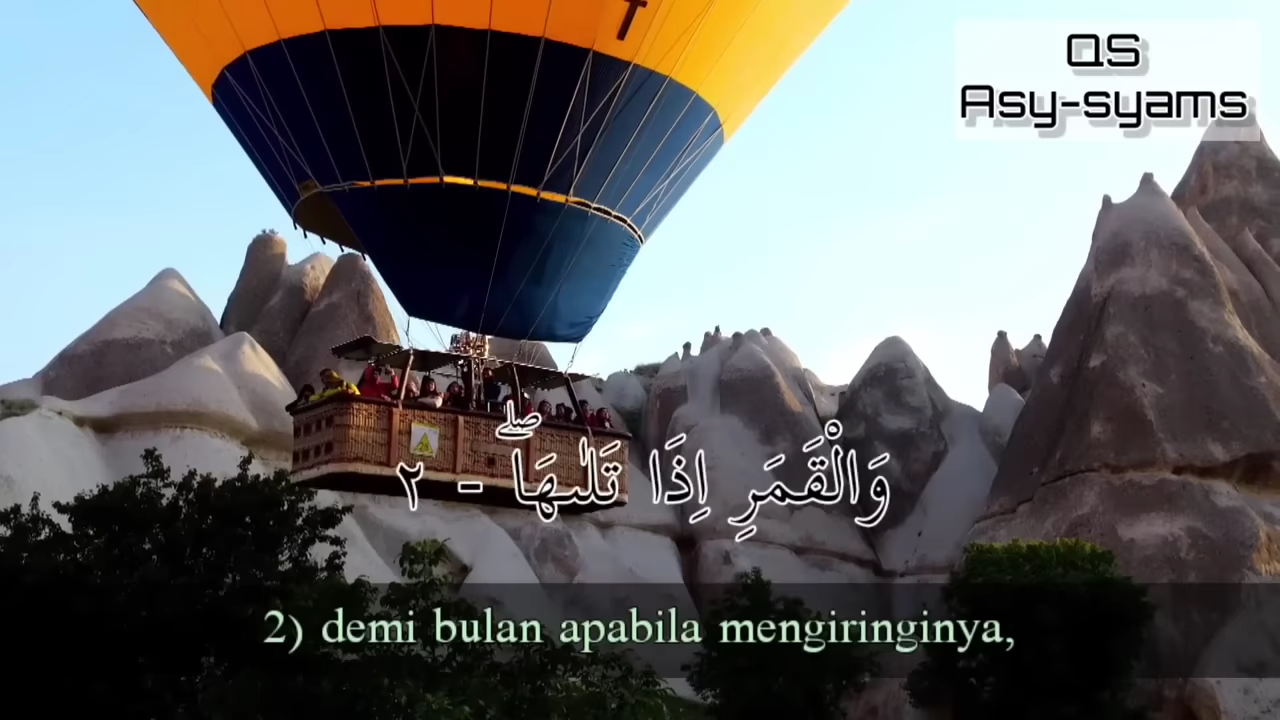 QS
Asy-syams
وَالْقَمَرِ اِذَا تَلٰىهَاۖ - ٢
2) demi bulan apabila mengiringinya,